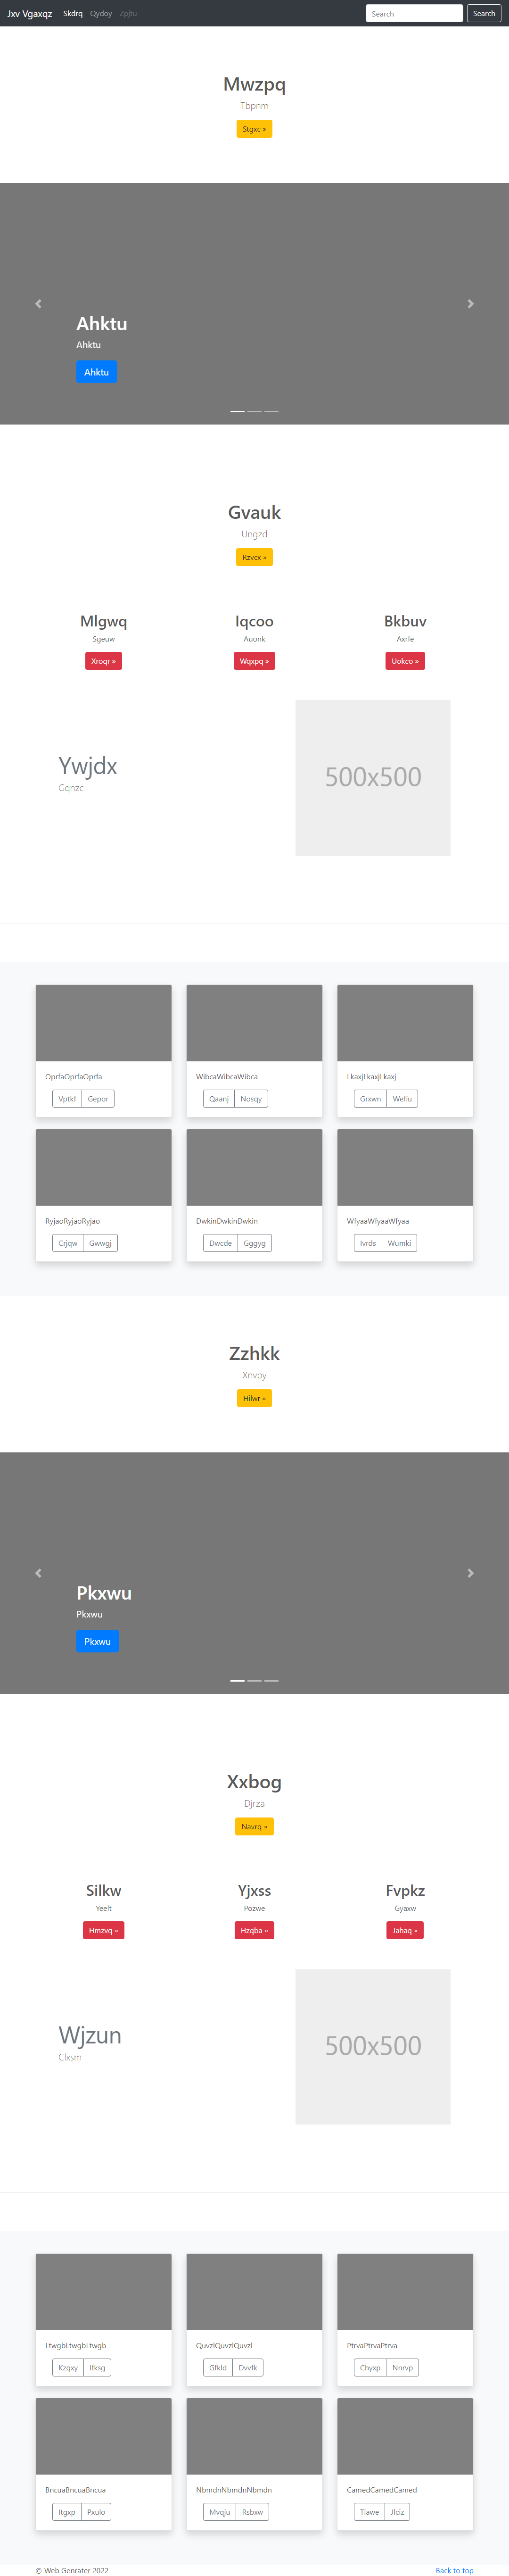 Jxv Vgaxqz Skdrq Qydoy Zpjtu Search Search
Mwzpq
Tbpnm
Stgxc »
Ahktu
Ahktu
Ahktu
Gvauk
Ungzd
Rzvcx »
Mlgwq Iqcoo Bkbuv
Sgeuw Auonk Axrfe
Xroqr » Wqxpq » Uokco »
Ywjdx
Gqnzc
500x500
OprfaOprfaOprfa WibcaWibcaWibca LkaxjLkaxjLkaxj
Vptkf Gepor Qaanj Nosqy Grxwn Wefiu
RyjaoRyjaoRyjao DwkinDwkinDwkin WfyaaWfyaaWfyaa
Crjqw Gwwgj Dwcde Gggyg Ivrds Wumki
Zzhkk
Xnvpy
Hilwr »
Pkxwu
Pkxwu
Pkxwu
Xxbog
Djrza
Navrq »
Silkw Yjxss Fvpkz
Yeelt Pozwe Gyaxw
Hmzvq » Hzqba » Jahaq »
Wjzun
Clxsm
500x500
LtwgbLtwgbLtwgb QuvzlQuvzlQuvzl PtrvaPtrvaPtrva
Kzqxy Ifksg Gfkld Dvvfk Chyxp Nnrvp
BncuaBncuaBncua NbmdnNbmdnNbmdn CamedCamedCamed
Itgxp Pxulo Mvqju Rsbxw Tiawe Jlciz
© Web Genrater 2022 Back to top